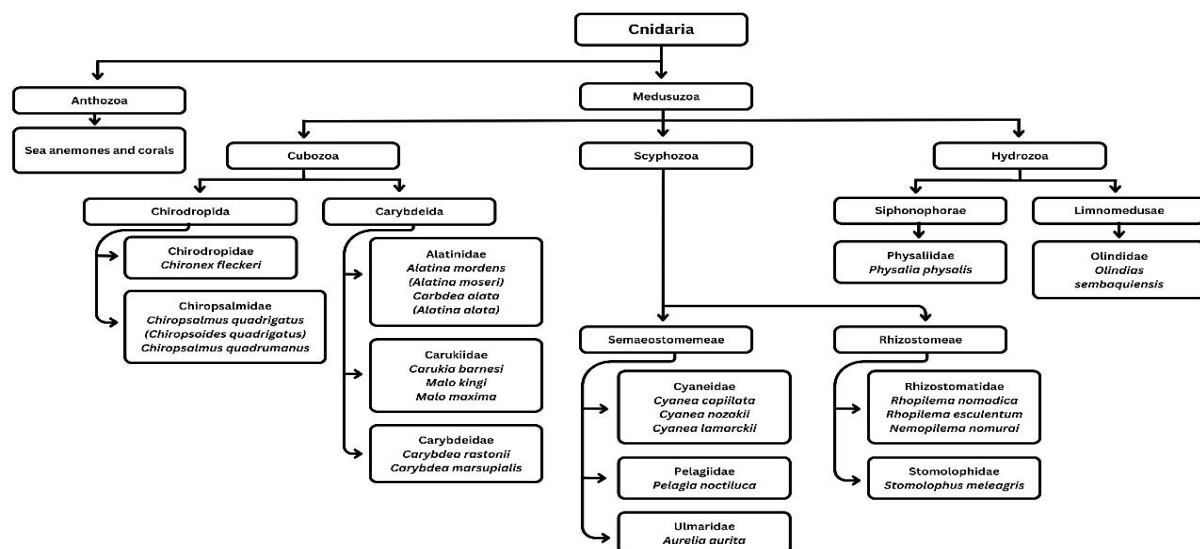 Cnidaria
Anthozoa
Medusuzoa
Sea anemones and corals
Cubozoa
Scyphozoa
Hydrozoa
Chirodropida
Carybdeida
Siphonophorae
Limnomedusae
Chirodropidae
Chironex fleckeri
Chiropsalmidae
Chiropsalmus quadrigatus
(Chiropsoides quadrigatus)
Chiropsalmus quadrumanus
Alatinidae
Alatina mordens
(Alatina moseri)
Carbdea alata
(Alatina alata)
Carukiidae
Carukia barnesi
Malo kingi
Malo maxima
Carybdeidae
Carybdea rastonii
Carybdea marsupialis
Physaliidae
Physalia physalis
Olindidae
Olindias
sembaquiensis
Semaeostomemeae
Rhizostomeae
Cyaneidae
Cyanea capiilata
Cyanea nozakii
Cyanea lamarckii
Pelagiidae
Pelagia noctiluca
Ulmaridae
Aurelia aurita
Rhizostomatidae
Rhopilema nomadica
Rhopilema esculentum
Nemopilema nomurai
Stomolophidae
Stomolophus meleagris